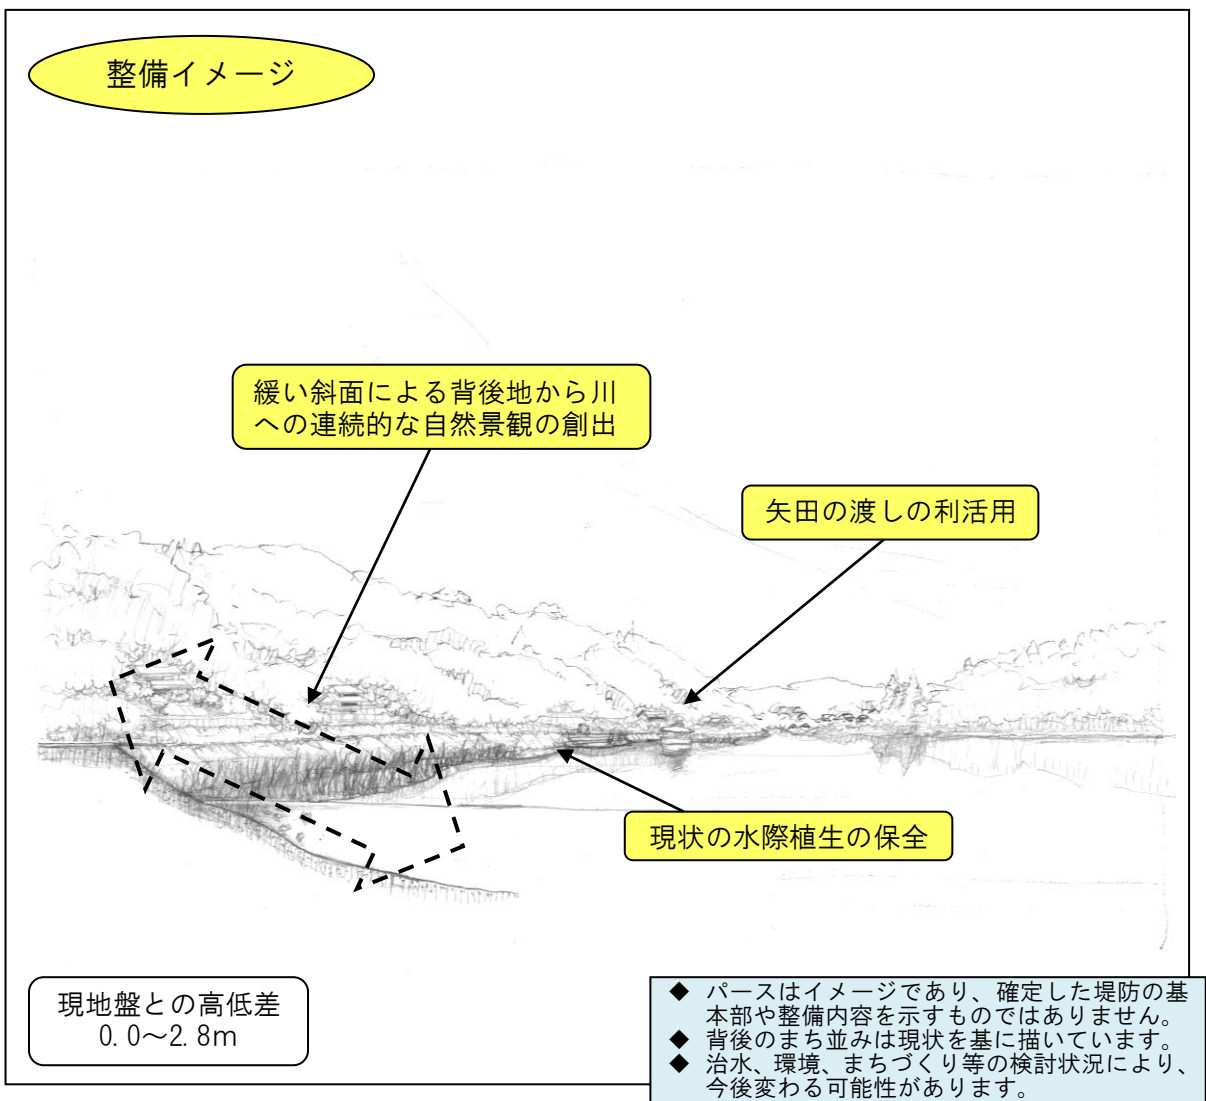 整備イメージ
緩い斜面による背後地から川
への連続的な自然景観の創出
矢田の渡しの利活用
現状の水際植生の保全
現地盤との高低差
0.0～2.8m
◆ パースはイメージであり、確定した堤防の基
本部や整備内容を示すものではありません。
◆ 背後のまち並みは現状を基に描いています。
◆ 治水、環境、まちづくり等の検討状況により、
今後変わる可能性があります。